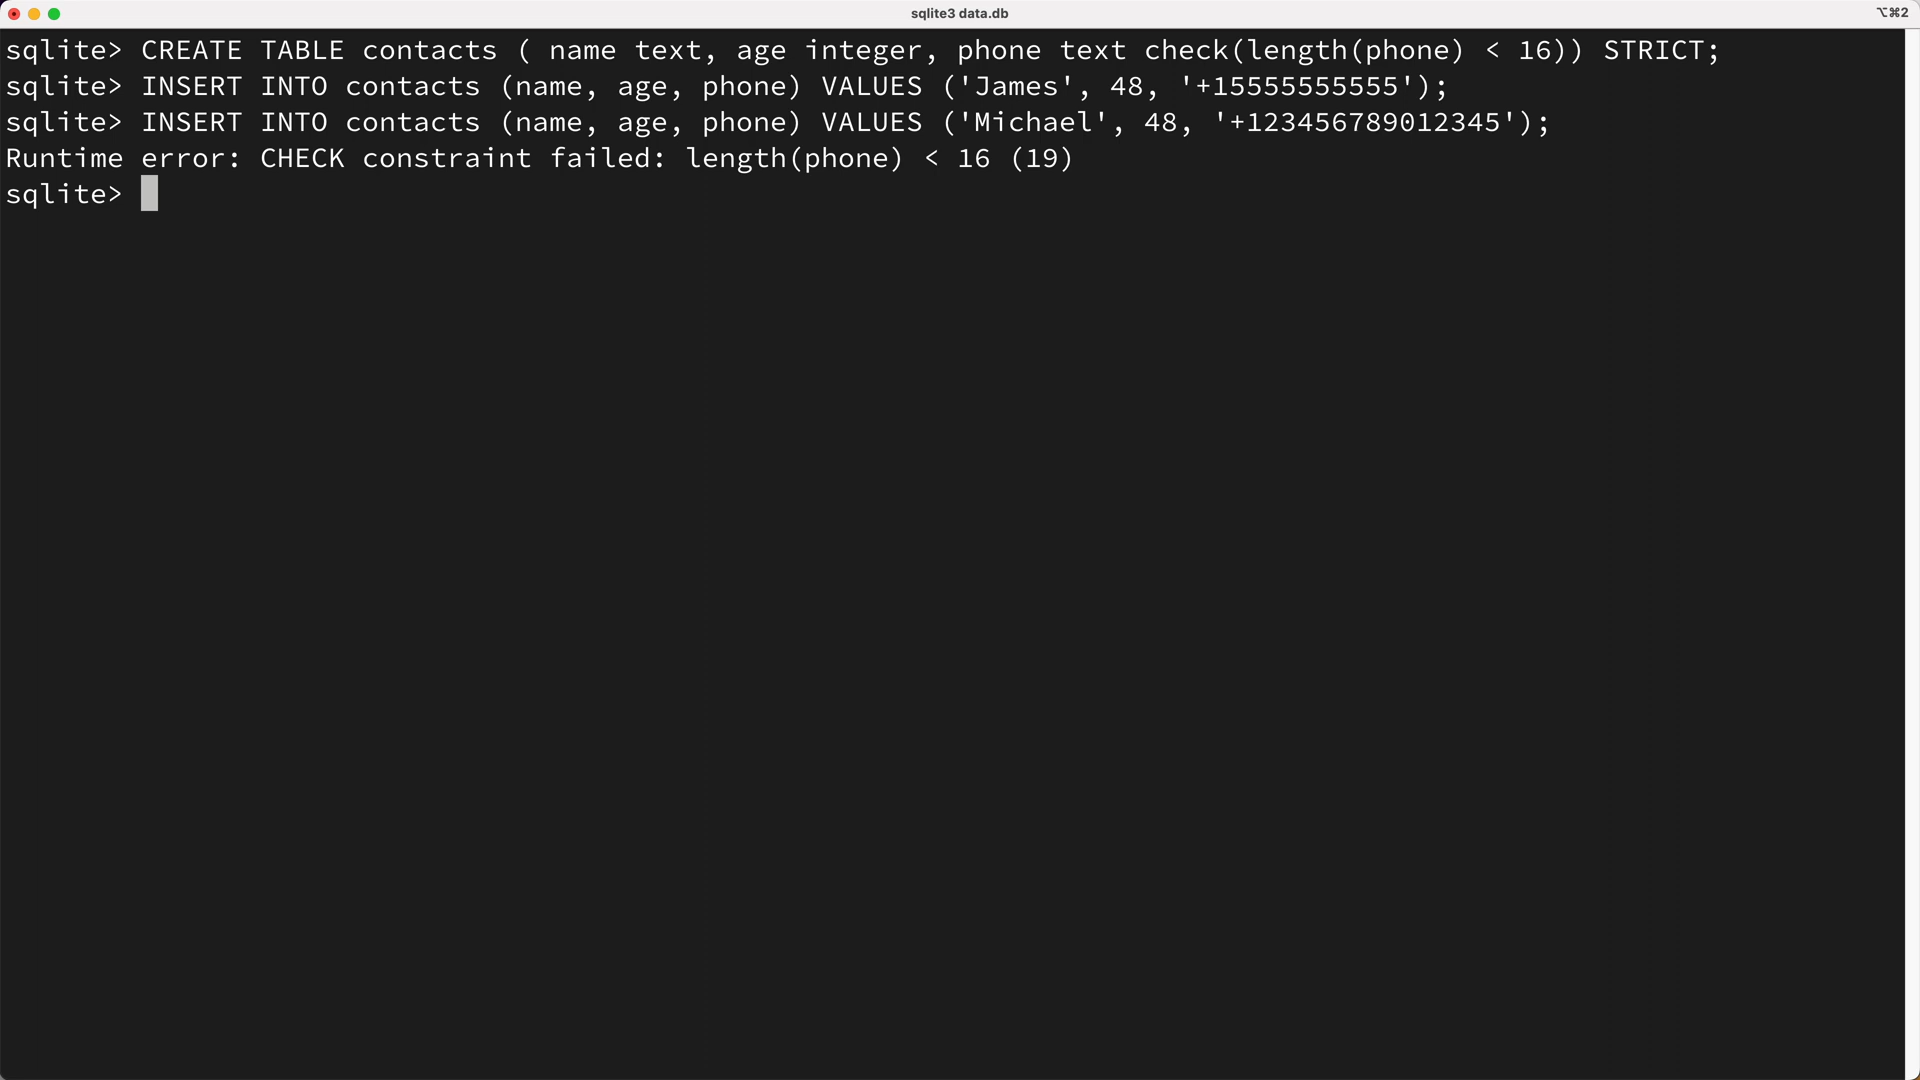 sqlite3 data.db
⌥⌘2
sqlite> CREATE TABLE contacts ( name text, age integer, phone text check(length(phone) < 16)) STRICT;
sqlite> INSERT INTO contacts (name, age, phone) VALUES ('James', 48, '+15555555555');
sqlite> INSERT INTO contacts (name, age, phone) VALUES ('Michael', 48, '+123456789012345');
Runtime error: CHECK constraint failed: length(phone) < 16 (19)
sqlite>